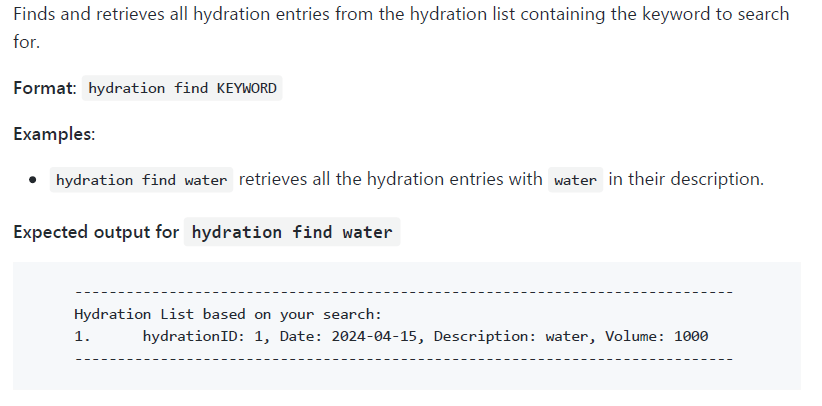 Finds and retrieves all hydration entries from the hydration list containing the keyword to search
for.
Format: hydration find KEYWORD
Examples:
• hydration find water retrieves all the hydration entries with water in their description.
Expected output for hydration find water
-----------------------------------------------------------------------------
Hydration List based on your search:
1.      hydrationID: 1, Date: 2024-04-15, Description: water, Volume: 1000
-----------------------------------------------------------------------------